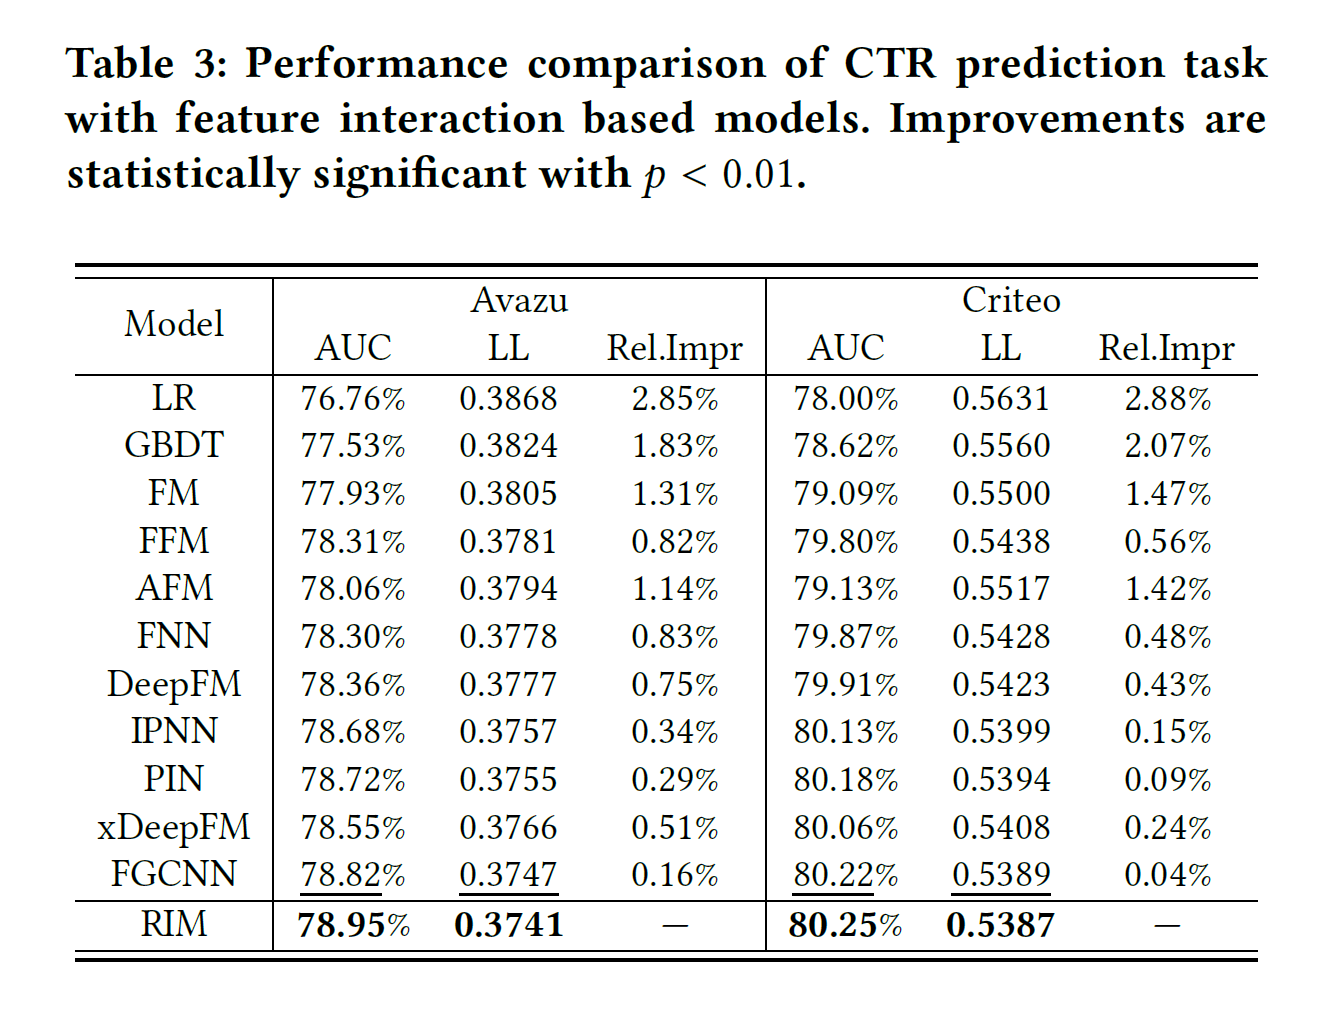 Table 3: Performance comparison of CTR prediction task
with feature interaction based models. Improvements are
statistically significant with p < 0.01.
Model Avazu Criteo
AUC LL Rel.Impr AUC LL Rel.Impr
LR 76.76% 0.3868 2.85% 78.00% 0.5631 2.88%
GBDT 77.53% 0.3824 1.83% 78.62% 0.5560 2.07%
FM 77.93% 0.3805 1.31% 79.09% 0.5500 1.47%
FFM 78.31% 0.3781 0.82% 79.80% 0.5438 0.56%
AFM 78.06% 0.3794 1.14% 79.13% 0.5517 1.42%
FNN 78.30% 0.3778 0.83% 79.87% 0.5428 0.48%
DeepFM 78.36% 0.3777 0.75% 79.91% 0.5423 0.43%
IPNN 78.68% 0.3757 0.34% 80.13% 0.5399 0.15%
PIN 78.72% 0.3755 0.29% 80.18% 0.5394 0.09%
xDeepFM 78.55% 0.3766 0.51% 80.06% 0.5408 0.24%
FGCNN 78.82% 0.3747 0.16% 80.22% 0.5389 0.04%
RIM 78.95% 0.3741 — 80.25% 0.5387 —